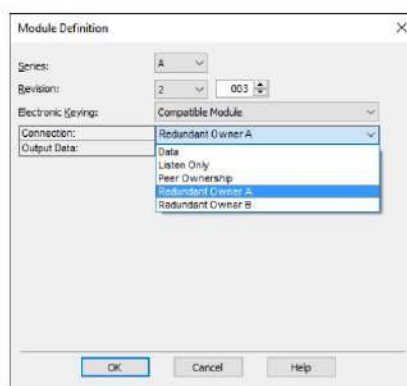 Module Definition
Series: A
Revision: 2 003
Electronic Keying: Compatible Module
Connection: Redundant Owner A
Output Data: Data
Listen Only
Peer Ownership
Redundant Owner A
Redundant Owner B
OK Cancel Help